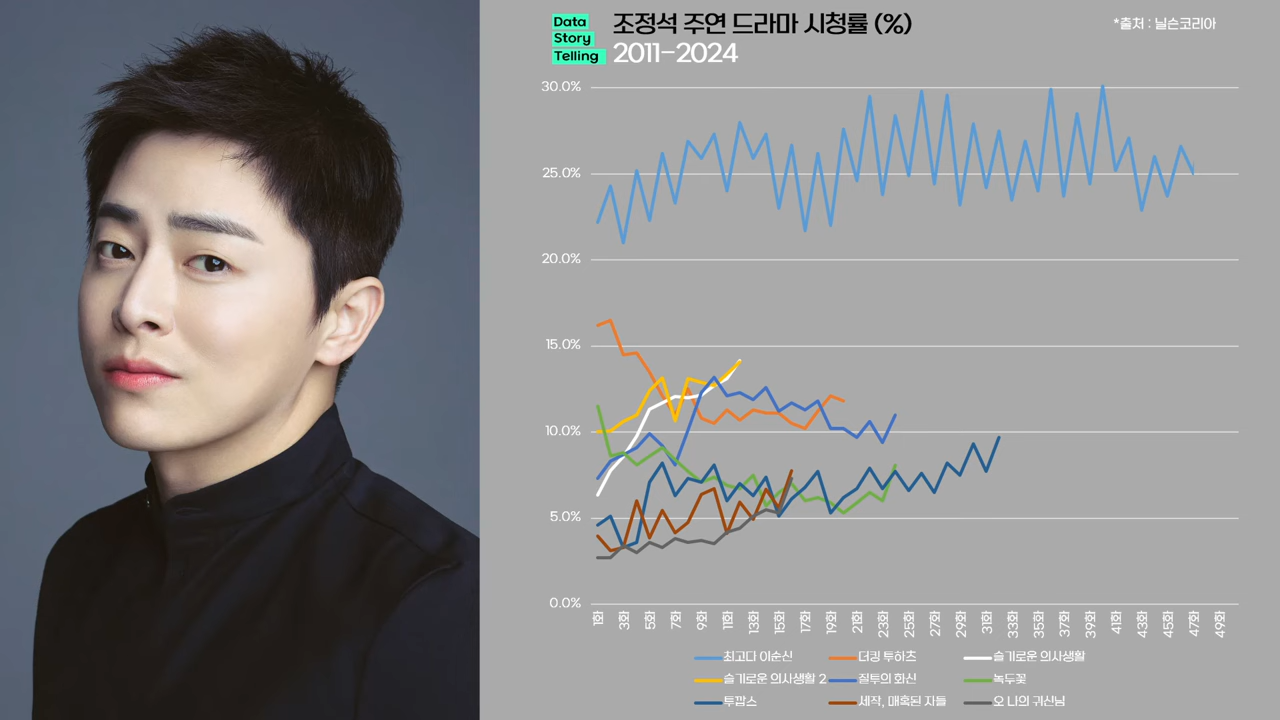 Data
Story
Telling
조정석 주연 드라마 시청률 (%)
2011-2024
*출처 : 닐슨코리아
30.0%
25.0%
20.0%
15.0%
10.0%
5.0%
0.0%
1회 3회 5회 7회 9회 11회 13회 15회 17회 19회 21회 23회 25회 27회 29회 31회 33회 35회 37회 39회 41회 43회 45회 47회 49회
최고다 이순신 더킹 투하츠 슬기로운 의사생활
슬기로운 의사생활 2 질투의 화신 녹두꽃
투깝스 세작, 매혹된 자들 오 나의 귀신님